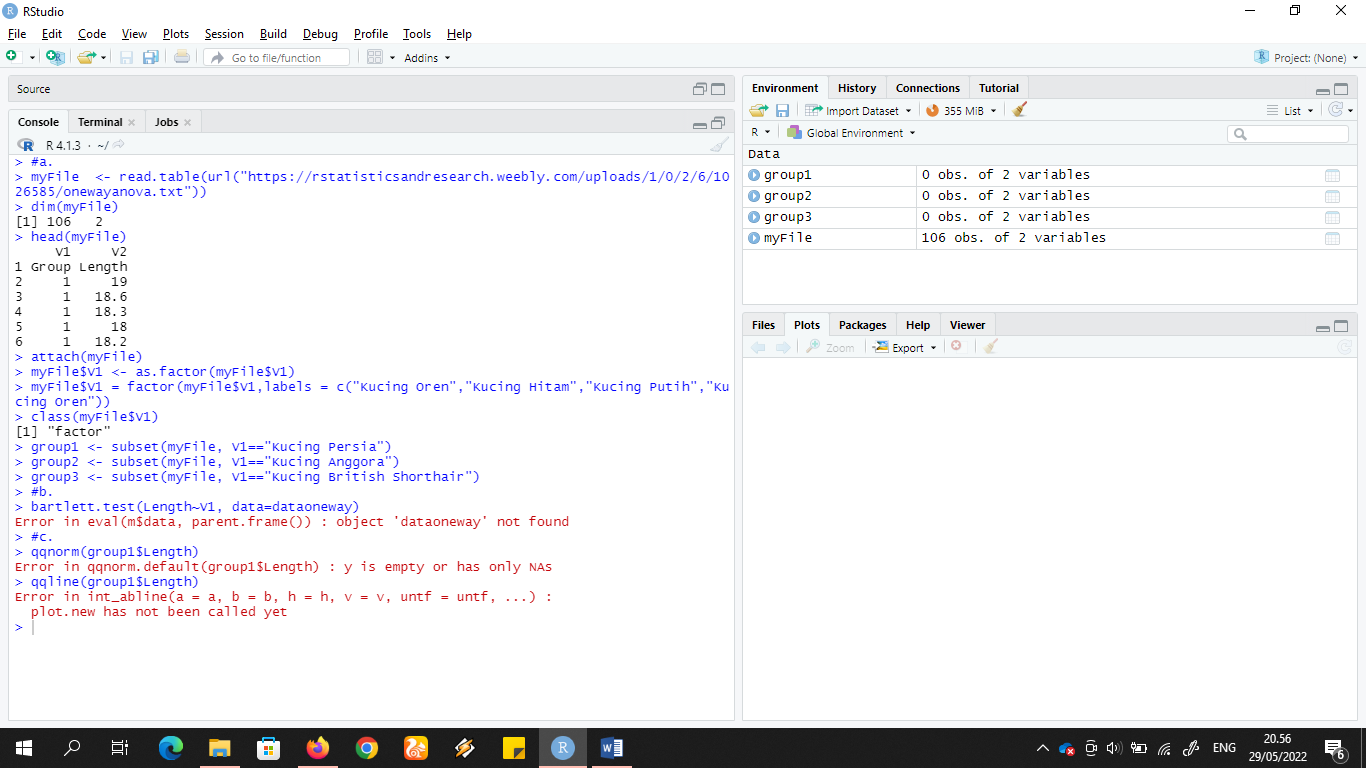 RStudio
File Edit Code View Plots Session Build Debug Profile Tools Help
Go to file/function Addins Project: (None)
Source
Console Terminal Jobs
R 4.1.3 · ~/
> #a.
> myFile <- read.table(url("https://rstatisticsandresearch.weebly.com/uploads/1/0/2/6/10
26585/onewayanova.txt"))
> dim(myFile)
[1] 106 2
> head(myFile)
V1 V2
1 Group Length
2 1 19
3 1 18.6
4 1 18.3
5 1 18
6 1 18.2
> attach(myFile)
> myFile$V1 <- as.factor(myFile$V1)
> myFile$V1 = factor(myFile$V1,labels = c("Kucing Oren","Kucing Hitam","Kucing Putih","Ku
cing Oren"))
> class(myFile$V1)
[1] "factor"
> group1 <- subset(myFile, V1=="Kucing Persia")
> group2 <- subset(myFile, V1=="Kucing Anggora")
> group3 <- subset(myFile, V1=="Kucing British Shorthair")
> #b.
> bartlett.test(Length~V1, data=dataoneway)
Error in eval(m$data, parent.frame()) : object 'dataoneway' not found
> #c.
> qqnorm(group1$Length)
Error in qqnorm.default(group1$Length) : y is empty or has only NAs
> qqline(group1$Length)
Error in int_abline(a = a, b = b, h = h, v = v, untf = untf, ...) :
plot.new has not been called yet
>
Environment History Connections Tutorial
Import Dataset 355 MiB List
R Global Environment
Data
group1 0 obs. of 2 variables
group2 0 obs. of 2 variables
group3 0 obs. of 2 variables
myFile 106 obs. of 2 variables
Files Plots Packages Help Viewer
Zoom Export
ENG
20.56
29/05/2022
6